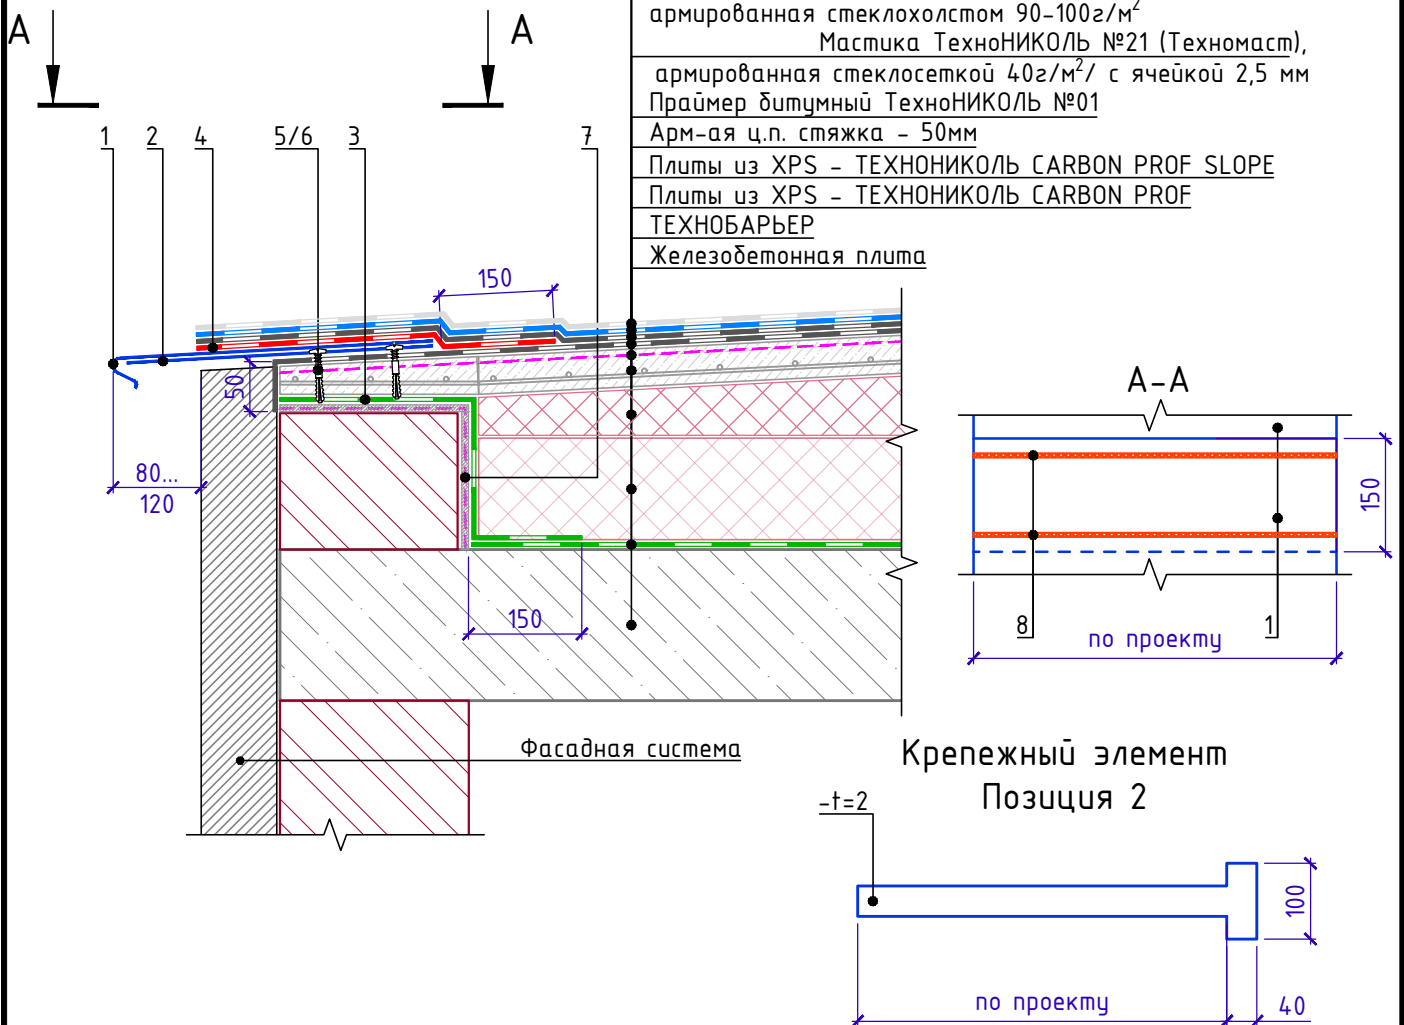 армированная стеклохолстом 90-100г/м²
Мастика ТехноНИКОЛЬ №21 (Техномаст),
армированная стеклосеткой 40г/м²/ с ячейкой 2,5 мм
Праймер битумный ТехноНИКОЛЬ №01
Арм-ая ц.п. стяжка - 50мм
Плиты из XPS - ТЕХНОНИКОЛЬ CARBON PROF SLOPE
Плиты из XPS - ТЕХНОНИКОЛЬ CARBON PROF
ТЕХНОБАРЬЕР
Железобетонная плита
А А
1 2 4 5/6 3 7
150
50
80...
120
150
Фасадная система
А-А
150
8 1
по проекту
Крепежный элемент
Позиция 2
-t=2
100
по проекту 40